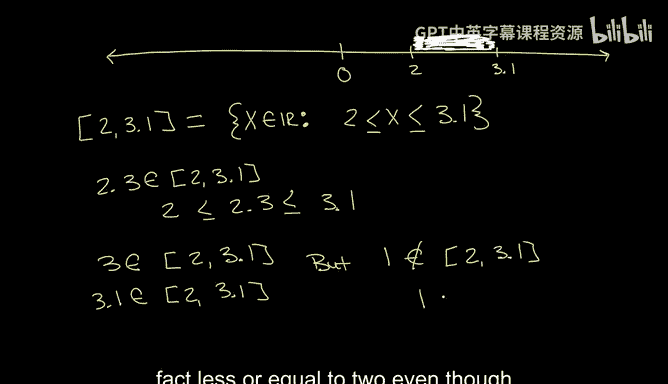 GPT中英字幕课程资源 bilibili
0 2 3.1
[2,3.1] = {X∈ℝ: 2≤X≤3.1}
2.3∈ [2,3.1]
2 ≤ 2.3 ≤ 3.1
3∈ [2,3.1] But 1 ∉ [2,3.1]
3.1∈ [2,3.1] 1
fact less or equal to two even though